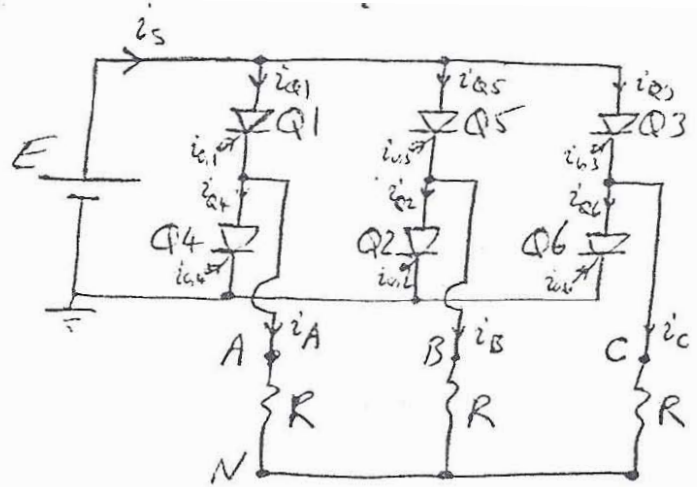 iS
iQ1 iQ5 iQ3
Q1 Q5 Q3
E iG1 iG5 iG3
iQ4 iQ2 iQ6
Q4 Q2 Q6
iG4 iG2 iG6
iA iB iC
A B C
R R R
N